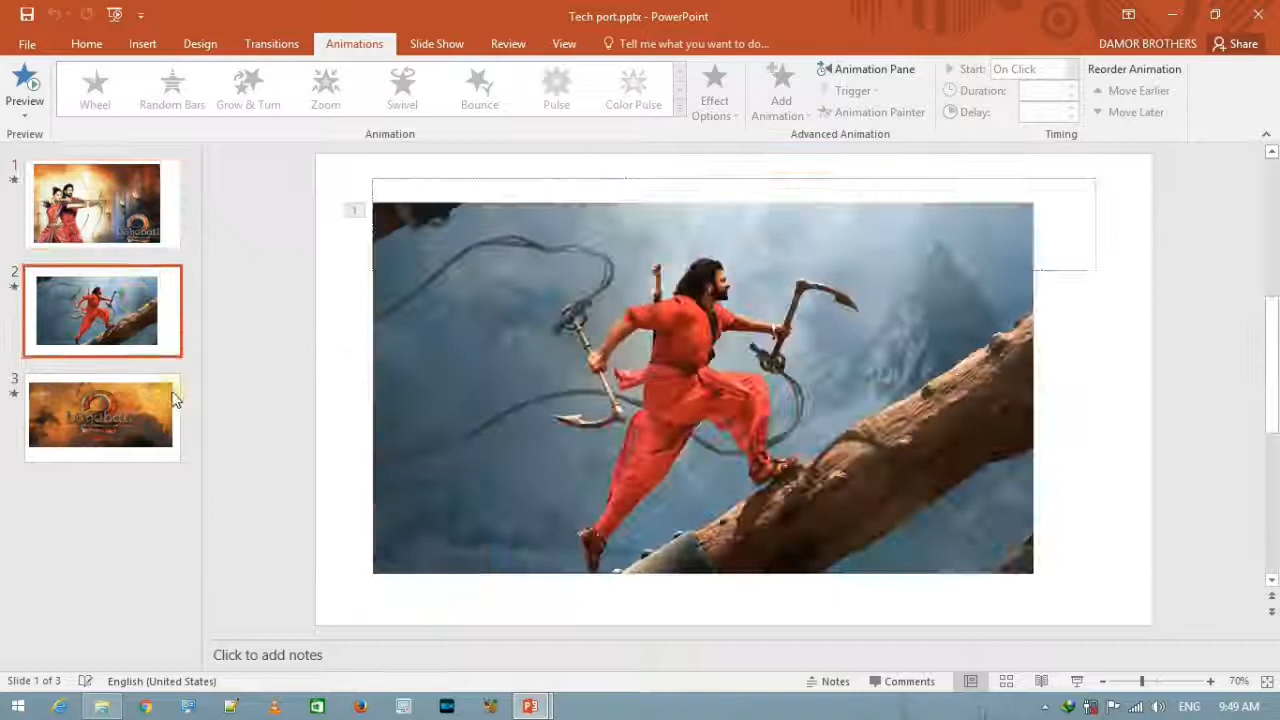 Tech port.pptx - PowerPoint
File
Home
Insert
Design
Transitions
Animations
Slide Show
Review
View
Tell me what you want to do...
DAMOR BROTHERS
Share
Preview
Wheel
Random Bars
Grow & Turn
Zoom
Swivel
Bounce
Pulse
Color Pulse
Effect
Options
Add
Animation
Animation Pane
Trigger
Animation Painter
Start:
On Click
Duration:
Delay:
Reorder Animation
Move Earlier
Move Later
Preview
Animation
Advanced Animation
Timing
1
2
3
1
Click to add notes
Slide 1 of 3
English (United States)
Notes
Comments
70%
ENG
9:49 AM